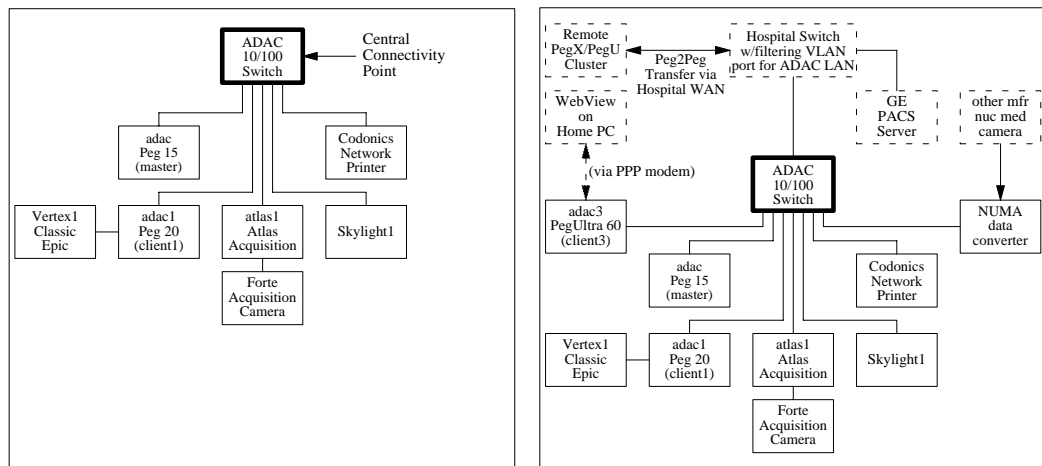 ADAC
10/100
Switch
Central
Connectivity
Point
adac
Peg 15
(master)
Codonics
Network
Printer
Vertex1
Classic
Epic
adac1
Peg 20
(client1)
atlas1
Atlas
Acquisition
Skylight1
Forte
Acquisition
Camera
Remote
PegX/PegU
Cluster
Peg2Peg
Transfer via
Hospital WAN
Hospital Switch
w/filtering VLAN
port for ADAC LAN
WebView
on
Home PC
GE
PACS
Server
other mfr
nuc med
camera
(via PPP modem)
ADAC
10/100
Switch
adac3
PegUltra 60
(client3)
NUMA
data
converter
adac
Peg 15
(master)
Codonics
Network
Printer
Vertex1
Classic
Epic
adac1
Peg 20
(client1)
atlas1
Atlas
Acquisition
Skylight1
Forte
Acquisition
Camera